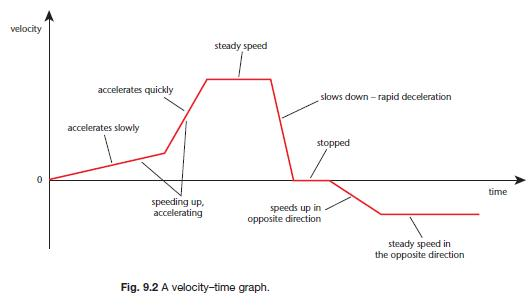 velocity
steady speed
accelerates quickly
slows down – rapid deceleration
accelerates slowly
stopped
0
time
speeding up,
accelerating
speeds up in
opposite direction
steady speed in
the opposite direction
Fig. 9.2 A velocity–time graph.